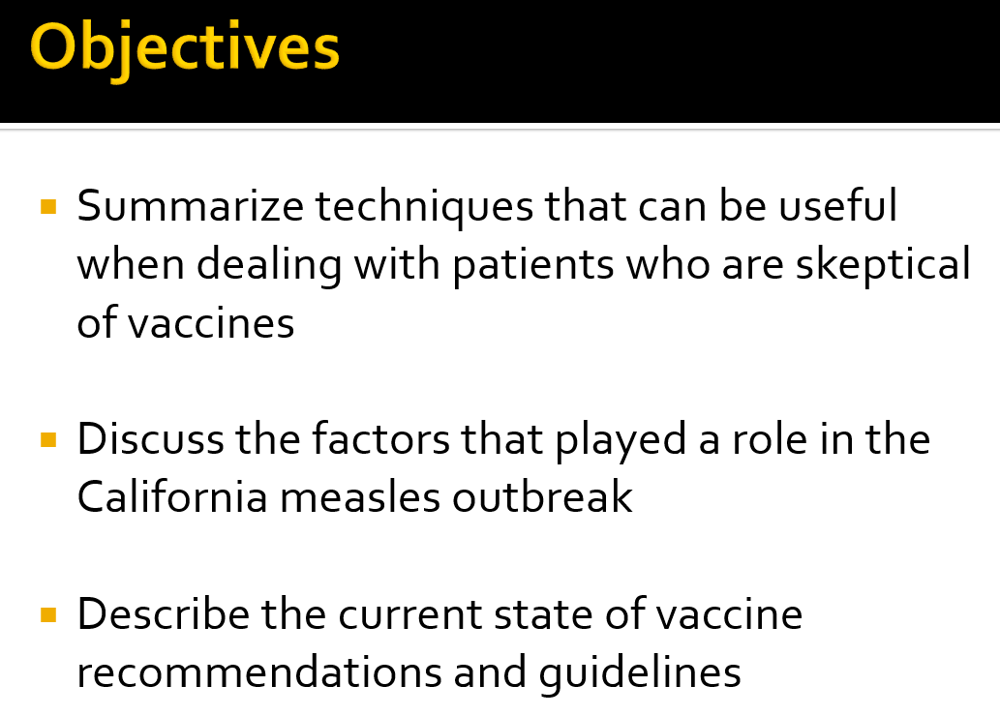 Objectives
Summarize techniques that can be useful
when dealing with patients who are skeptical
of vaccines
Discuss the factors that played a role in the
California measles outbreak
Describe the current state of vaccine
recommendations and guidelines